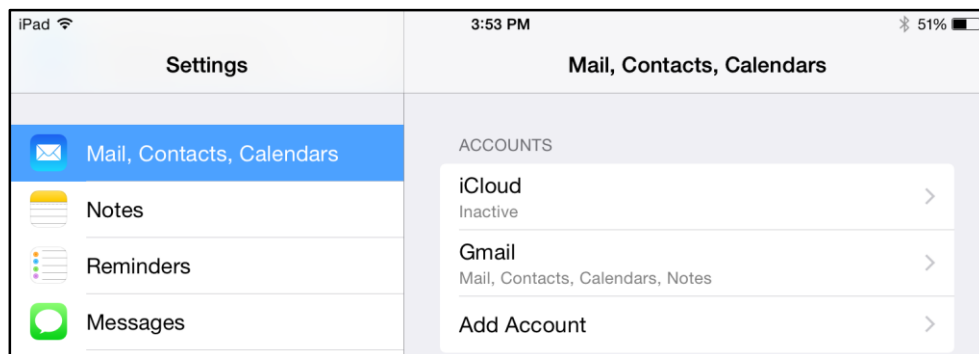 iPad 3:53 PM 51%
Settings
Mail, Contacts, Calendars
Notes
Reminders
Messages
Mail, Contacts, Calendars
ACCOUNTS
iCloud
Inactive
Gmail
Mail, Contacts, Calendars, Notes
Add Account